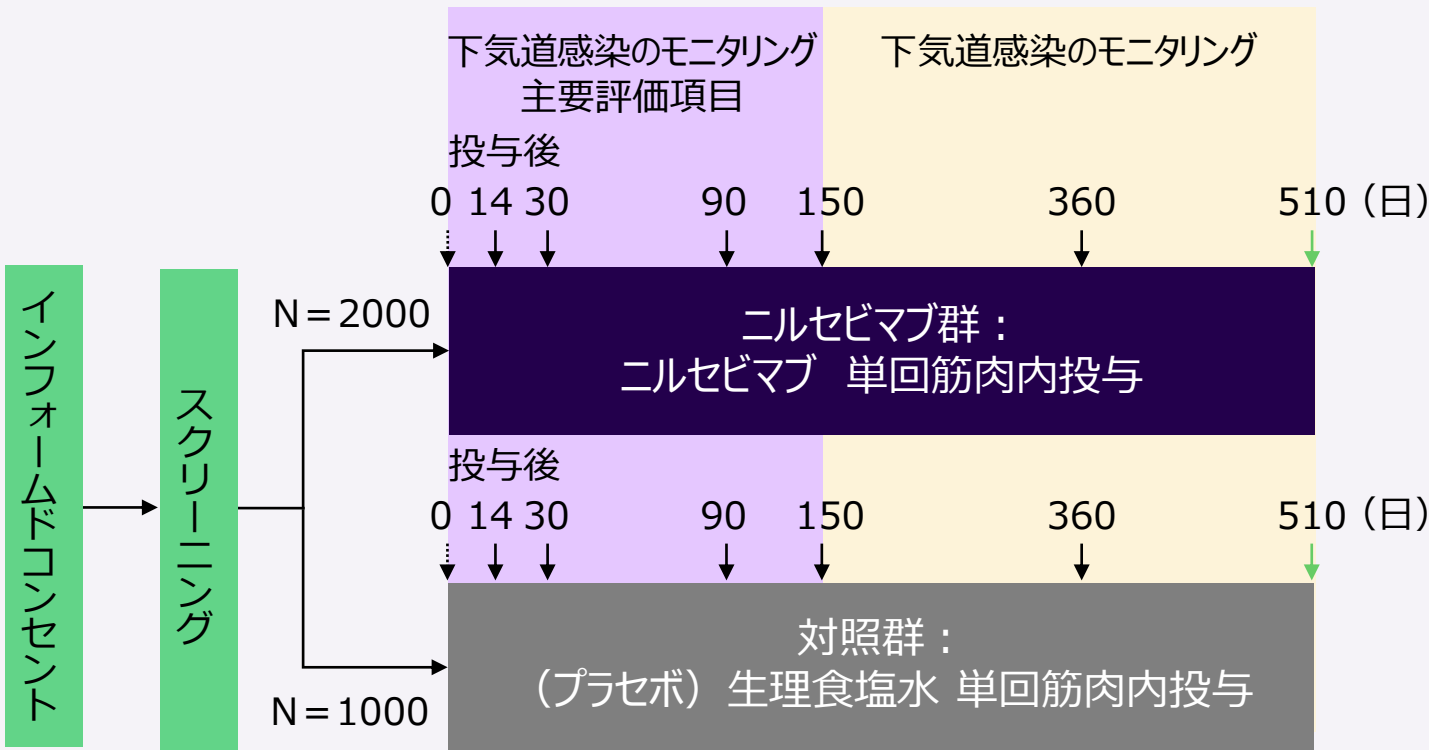 下気道感染のモニタリング
主要評価項目
下気道感染のモニタリング
投与後
0 14 30 90 150 360 510（日）
インフォームドコンセント
スクリーニング
N＝2000
ニルセビマブ群：
ニルセビマブ 単回筋肉内投与
投与後
0 14 30 90 150 360 510（日）
N＝1000
対照群：
（プラセボ）生理食塩水 単回筋肉内投与